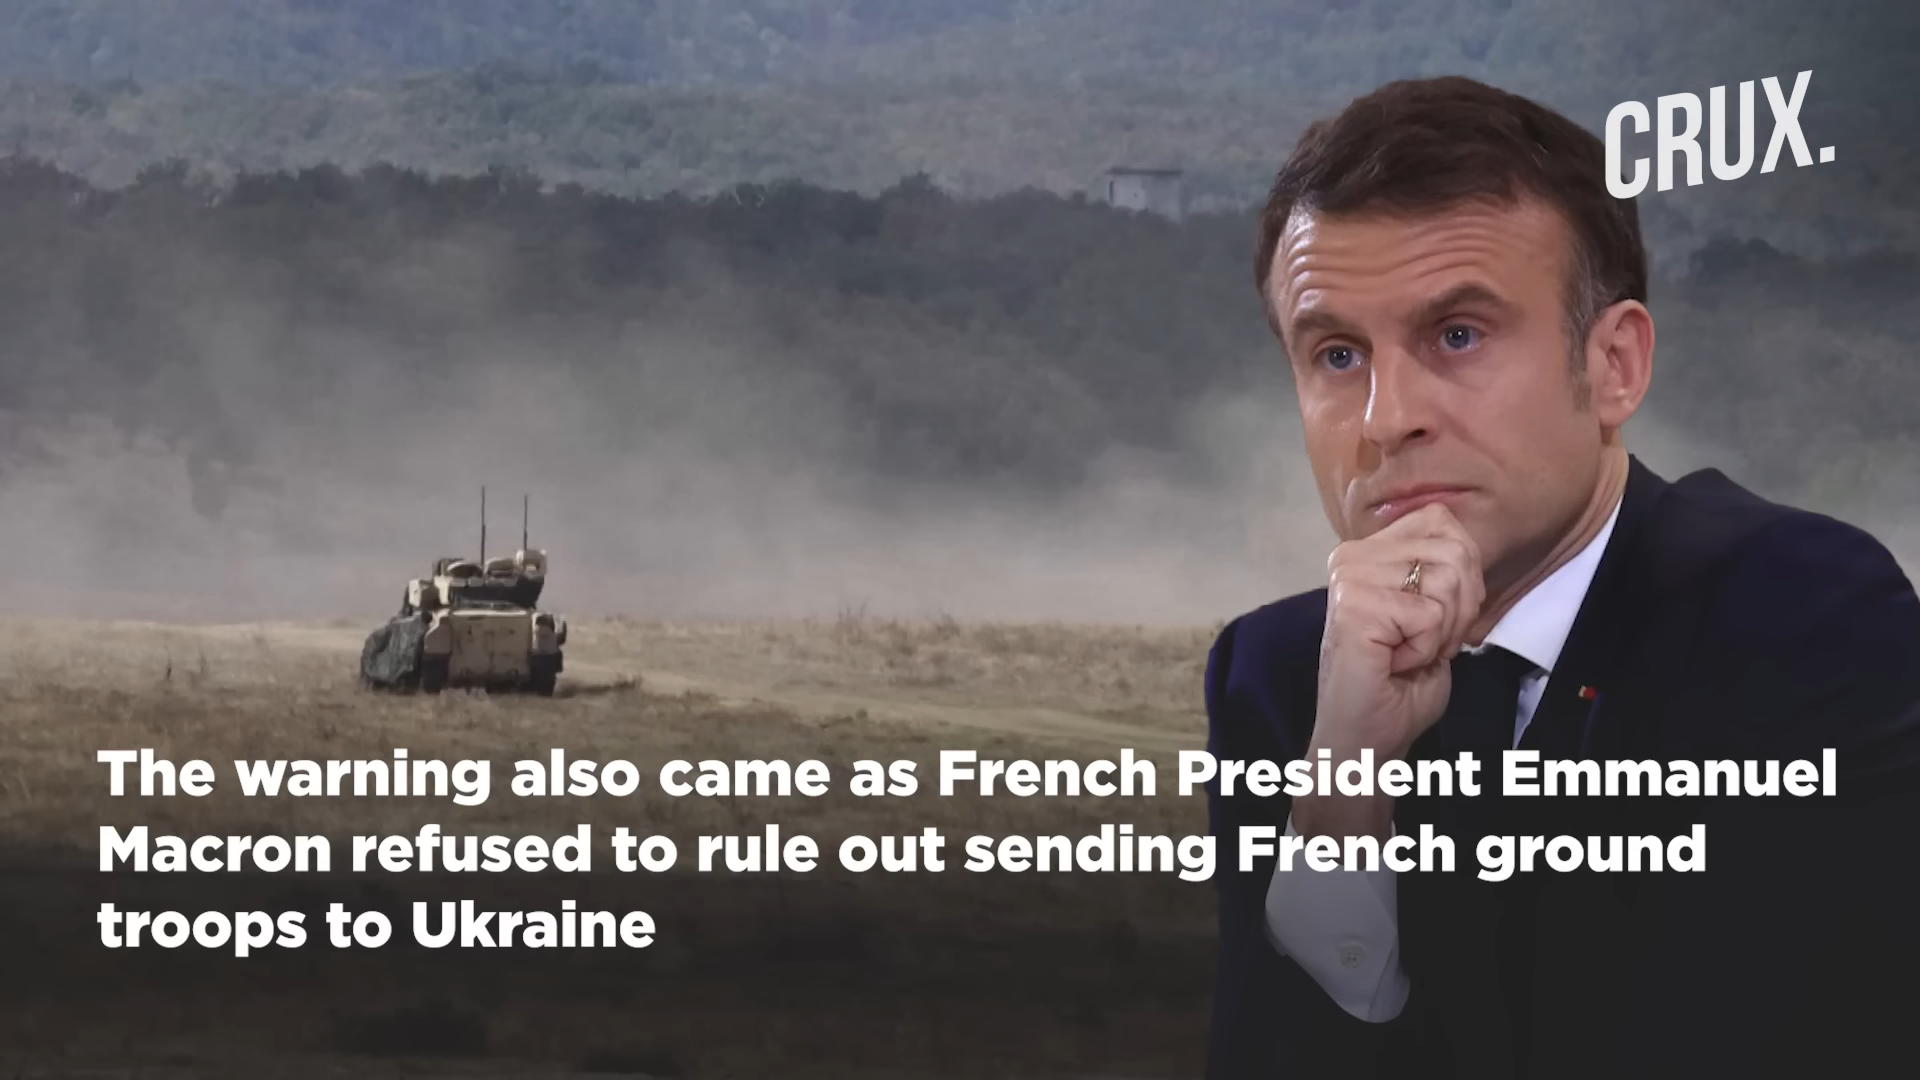 CRUX.
The warning also came as French President Emmanuel
Macron refused to rule out sending French ground
troops to Ukraine